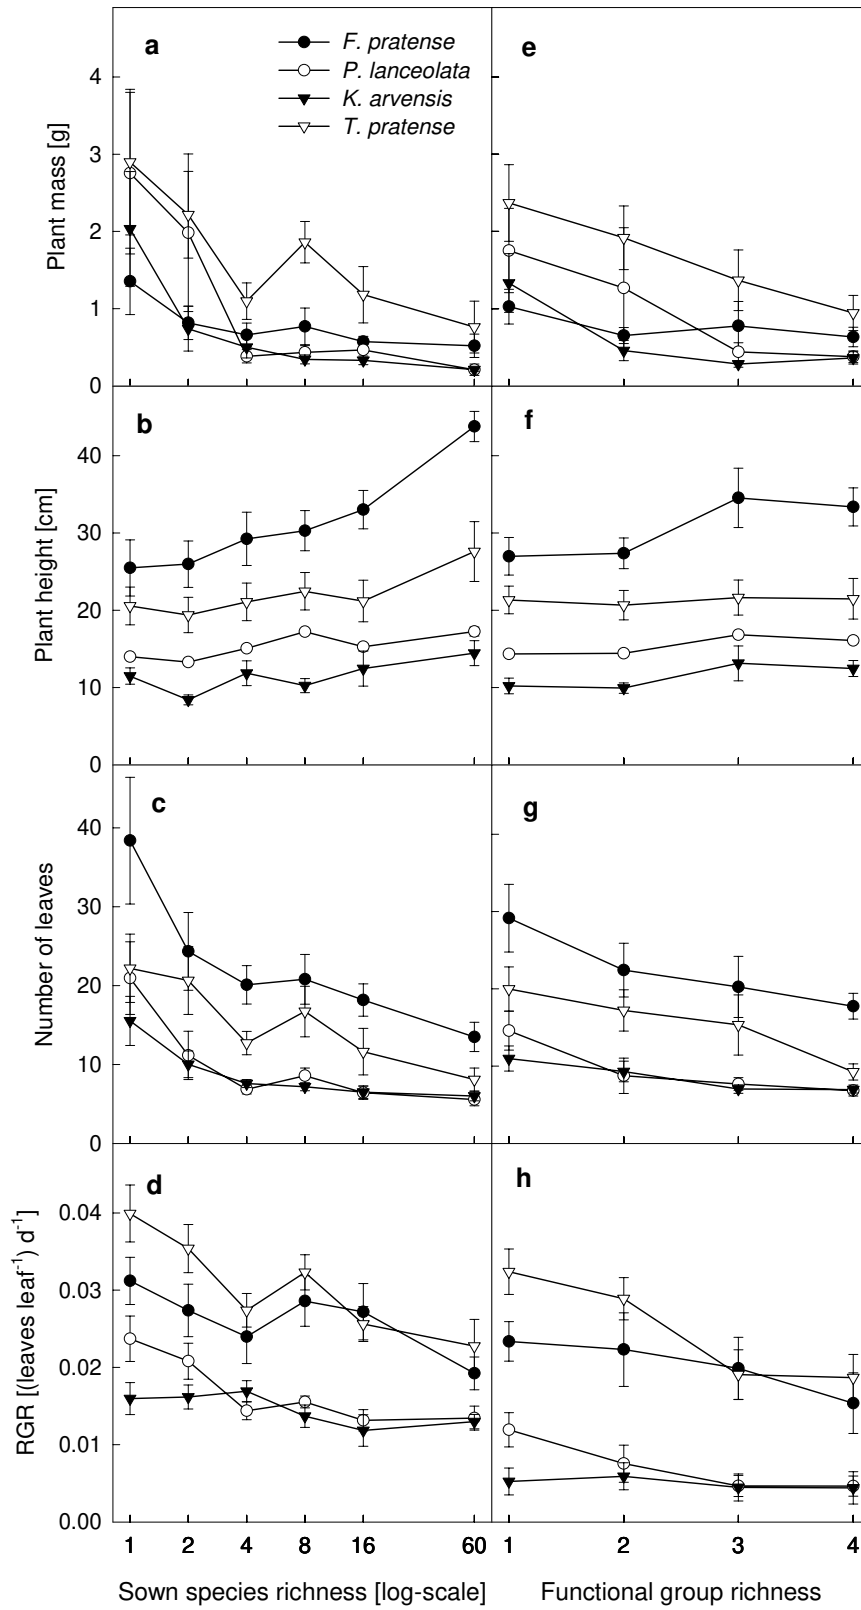 a
F. pratense
P. lanceolata
K. arvensis
T. pratense
e
Plant mass [g]
4
3
2
1
0
b
f
Plant height [cm]
40
30
20
10
0
c
g
Number of leaves
40
30
20
10
0
d
h
RGR [(leaves leaf⁻¹) d⁻¹]
0.04
0.03
0.02
0.01
0.00
1 2 4 8 16 60
1 2 3 4
Sown species richness [log-scale]
Functional group richness